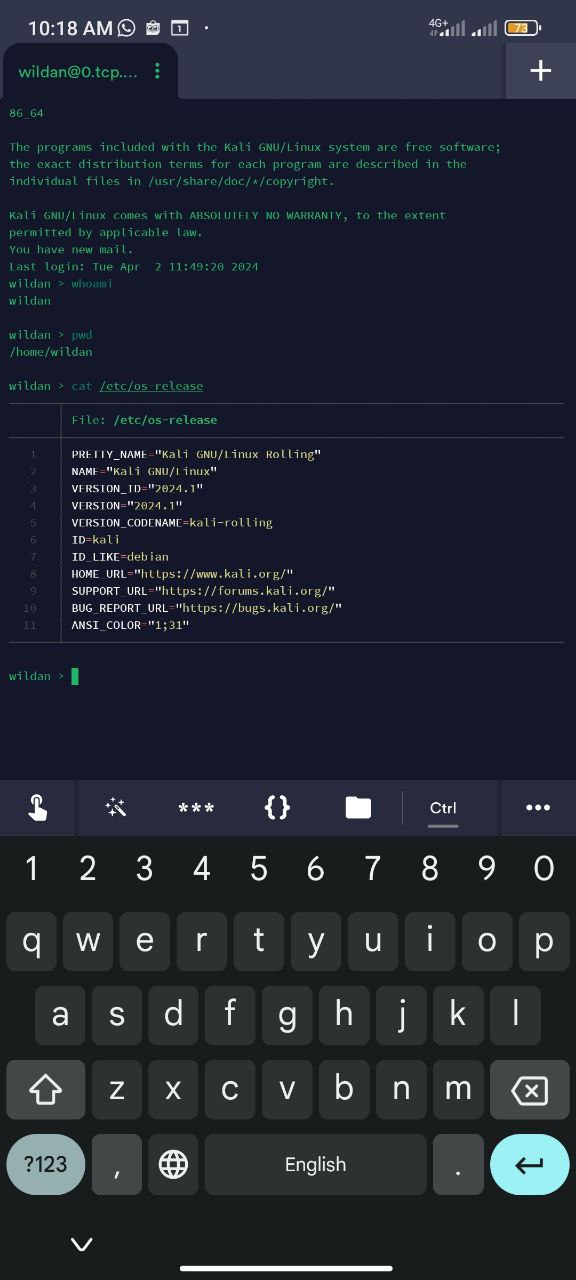 10:18 AM
4G+
73
wildan@0.tcp....
1
+
86_64
The programs included with the Kali GNU/Linux system are free software;
the exact distribution terms for each program are described in the
individual files in /usr/share/doc/*/copyright.
Kali GNU/Linux comes with ABSOLUTELY NO WARRANTY, to the extent
permitted by applicable law.
You have new mail.
Last login: Tue Apr  2 11:49:20 2024
wildan > whoami
wildan
wildan > pwd
/home/wildan
wildan > cat /etc/os-release
File: /etc/os-release
1 PRETTY_NAME="Kali GNU/Linux Rolling"
2 NAME="Kali GNU/Linux"
3 VERSION_ID="2024.1"
4 VERSION="2024.1"
5 VERSION_CODENAME=kali-rolling
6 ID=kali
7 ID_LIKE=debian
8 HOME_URL="https://www.kali.org/"
9 SUPPORT_URL="https://forums.kali.org/"
10 BUG_REPORT_URL="https://bugs.kali.org/"
11 ANSI_COLOR="1;31"
wildan >
*** {} Ctrl •••
1 2 3 4 5 6 7 8 9 0
q w e r t y u i o p
a s d f g h j k l
z x c v b n m
?123 , English .